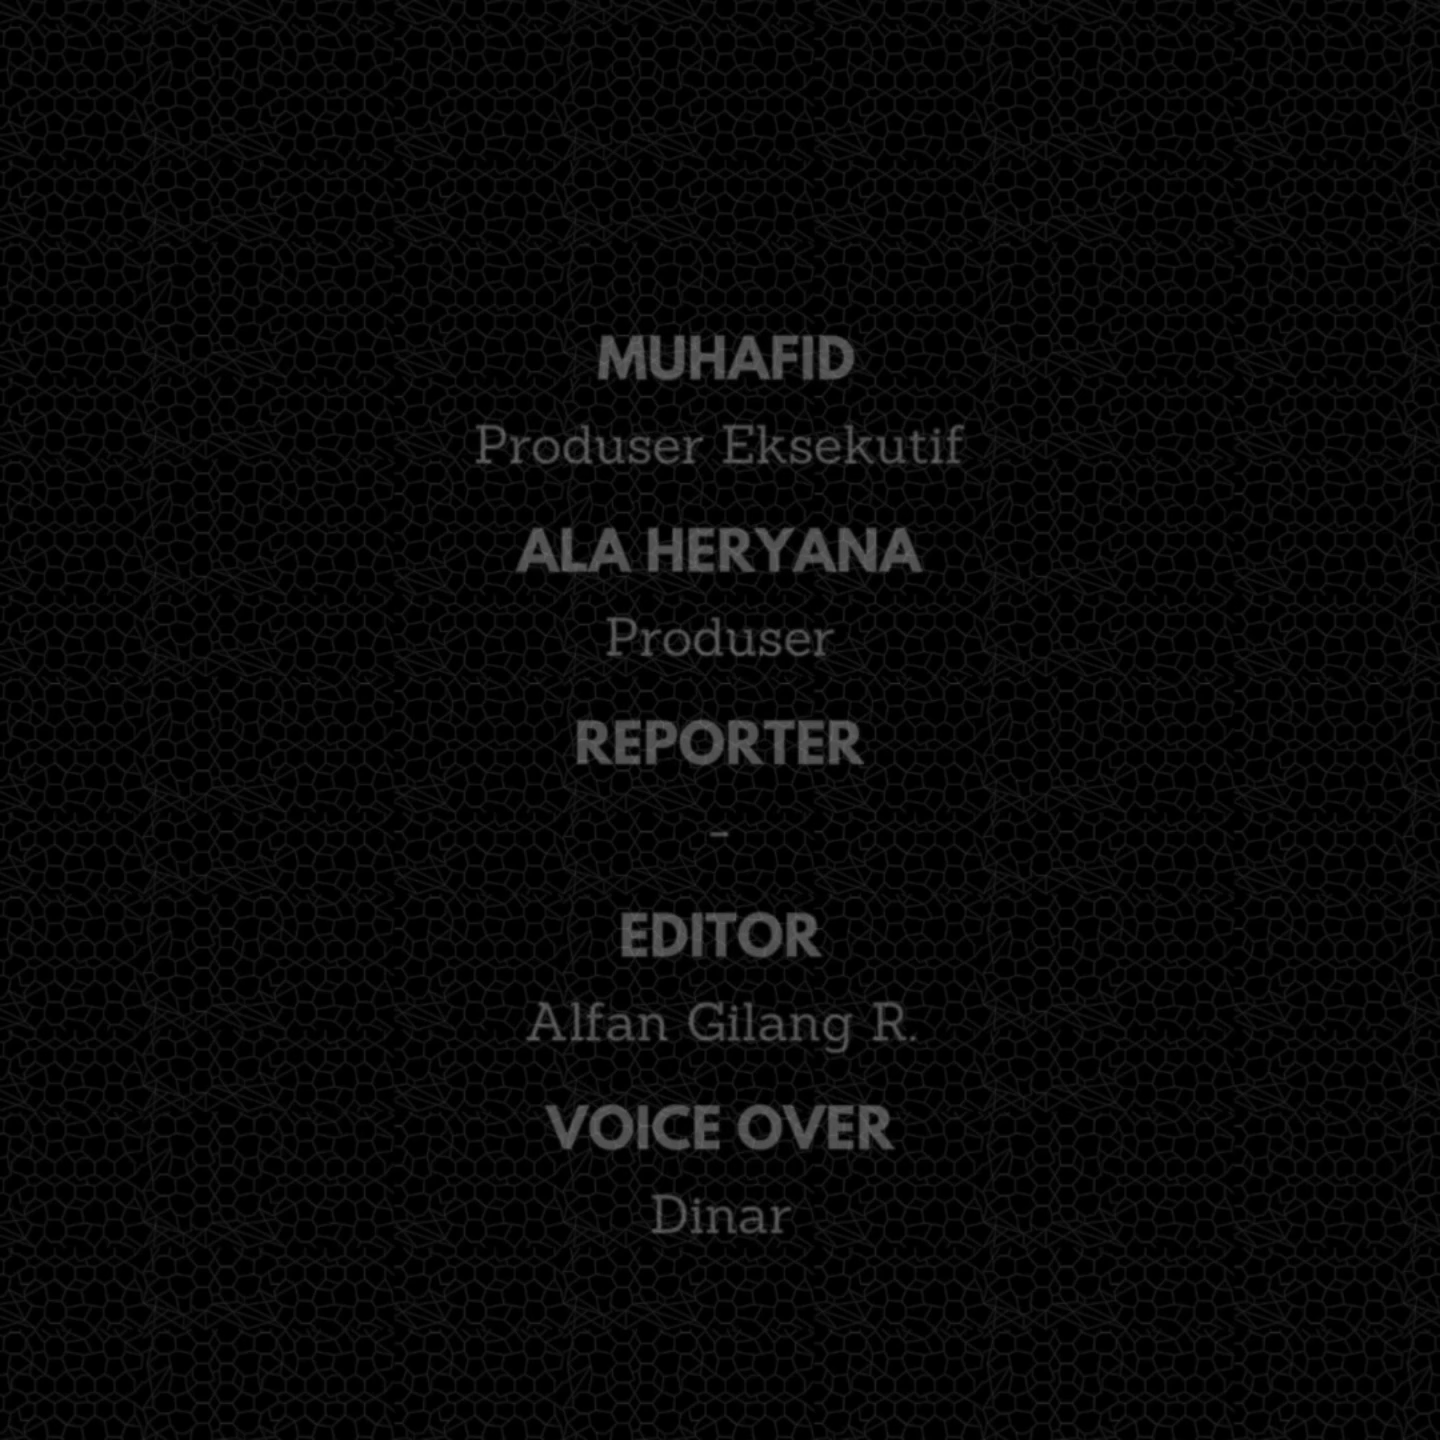 MUHAFID
Produser Eksekutif
ALA HERYANA
Produser
REPORTER
-
EDITOR
Alfan Gilang R.
VOICE OVER
Dinar